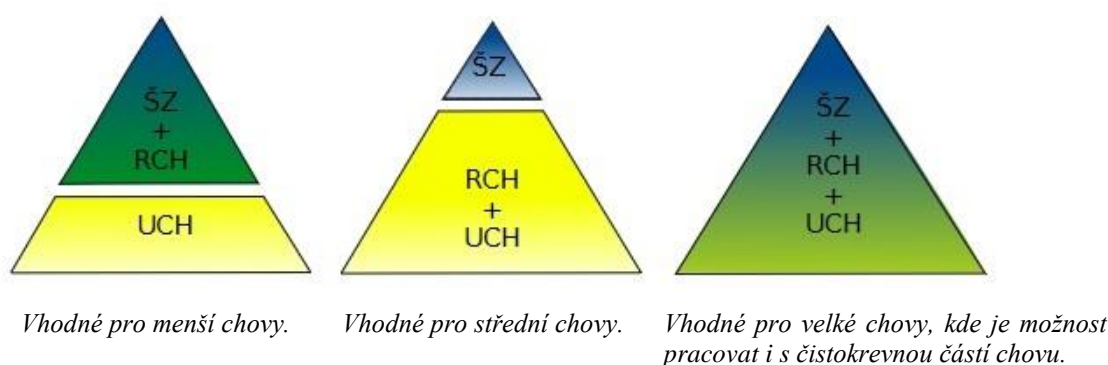 ŠZ
+
RCH
UCH
ŠZ
RCH
+
UCH
ŠZ
+
RCH
+
UCH
Vhodné pro menší chovy.
Vhodné pro střední chovy.
Vhodné pro velké chovy, kde je možnost
pracovat i s čistokrevnou částí chovu.